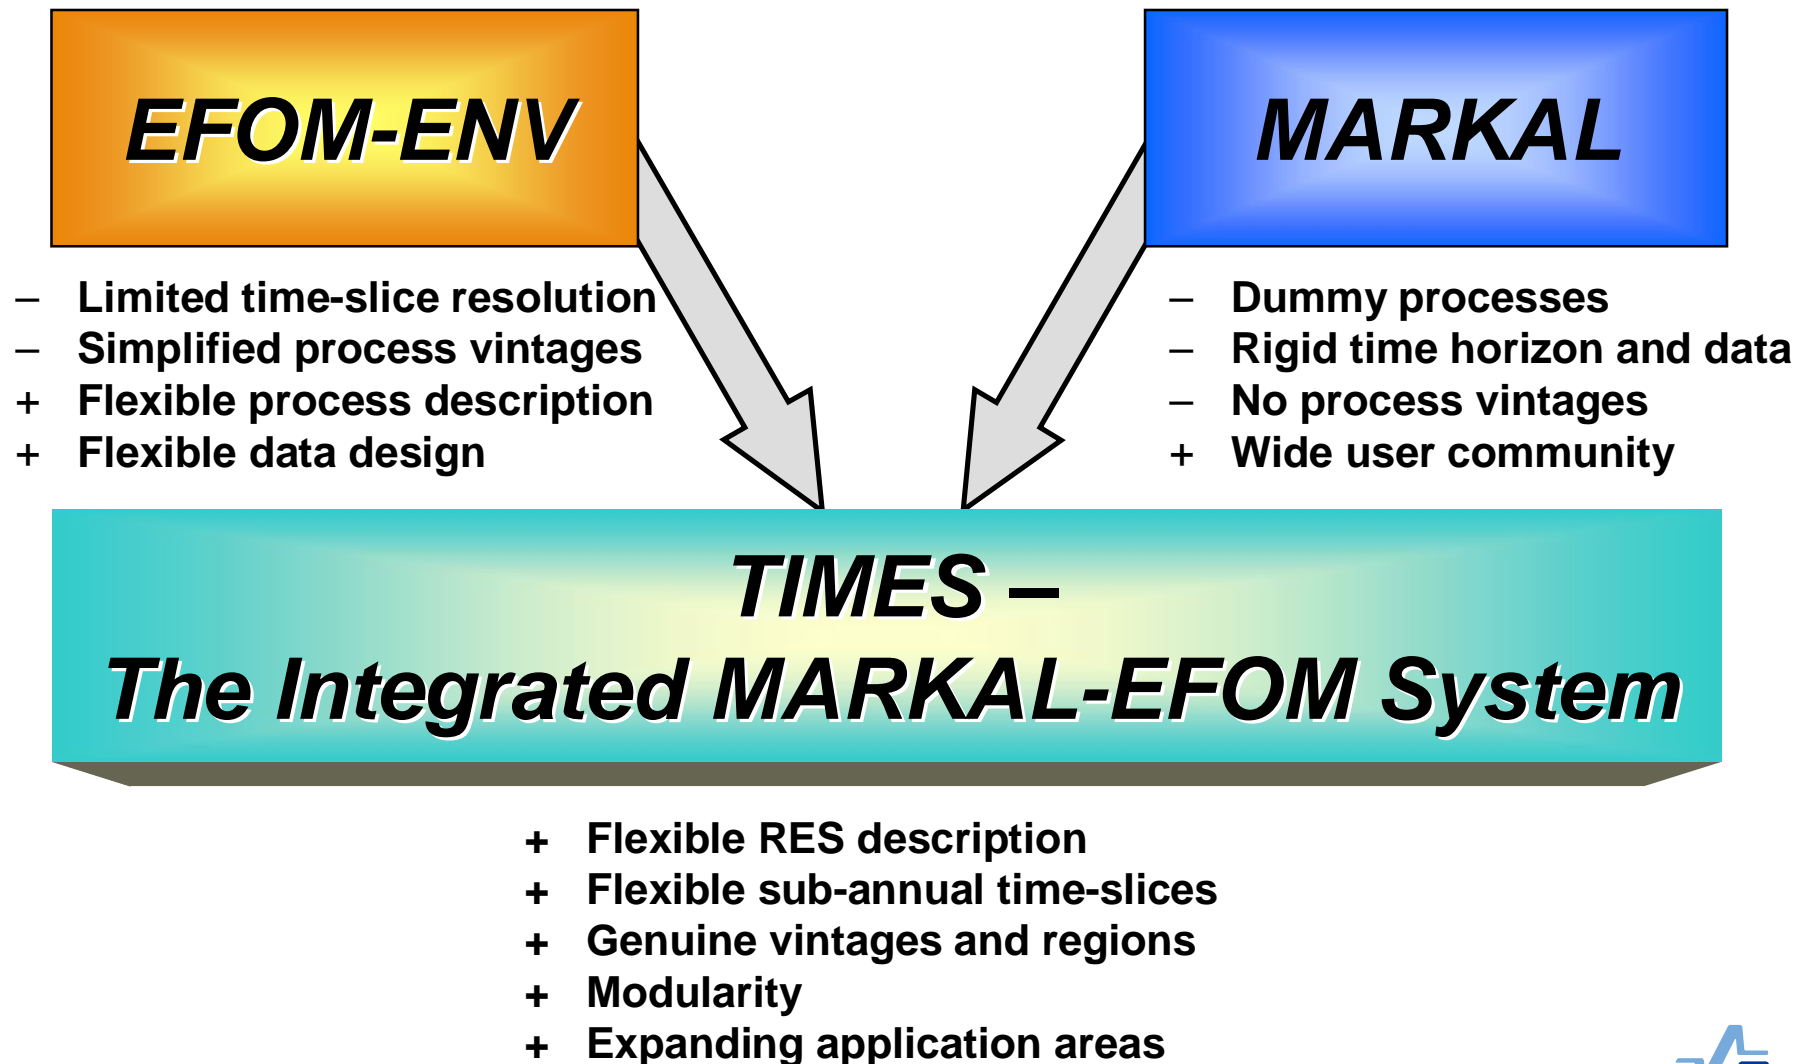 EFOM-ENV
MARKAL
– Limited time-slice resolution
– Simplified process vintages
+ Flexible process description
+ Flexible data design
– Dummy processes
– Rigid time horizon and data
– No process vintages
+ Wide user community
TIMES –
The Integrated MARKAL-EFOM System
+ Flexible RES description
+ Flexible sub-annual time-slices
+ Genuine vintages and regions
+ Modularity
+ Expanding application areas